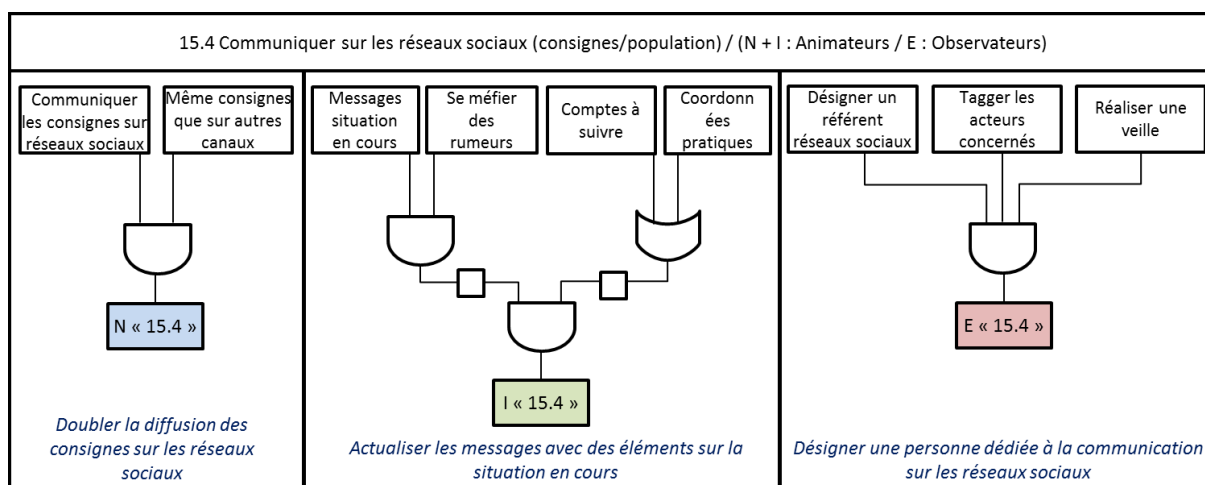 15.4 Communiquer sur les réseaux sociaux (consignes/population) / (N + I : Animateurs / E : Observateurs)
Communiquer
les consignes sur
réseaux sociaux
Même consignes
que sur autres
canaux
Messages
situation
en cours
Se méfier
des
rumeurs
Comptes à
suivre
Coordonn
ées
pratiques
Désigner un
référent
réseaux sociaux
Tagger les
acteurs
concernés
Réaliser une
veille
N « 15.4 »
I « 15.4 »
E « 15.4 »
Doubler la diffusion des
consignes sur les réseaux
sociaux
Actualiser les messages avec des éléments sur la
situation en cours
Désigner une personne dédiée à la communication
sur les réseaux sociaux